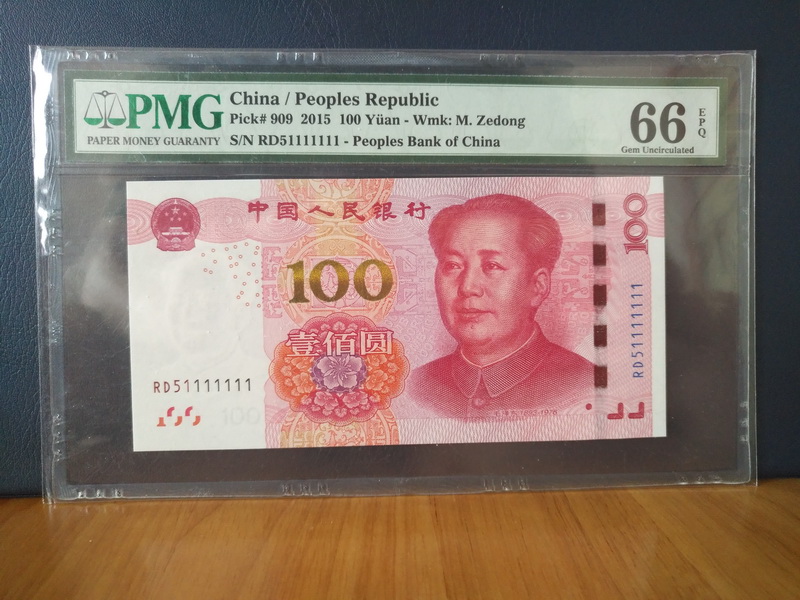 PMG
PAPER MONEY GUARANTY
China / Peoples Republic
Pick# 909 2015 100 Yüan - Wmk: M. Zedong
S/N RD51111111 - Peoples Bank of China
66
EPQ
Gem Uncirculated
中国人民银行
100
100
壹佰圆
RD51111111
RD51111111
100